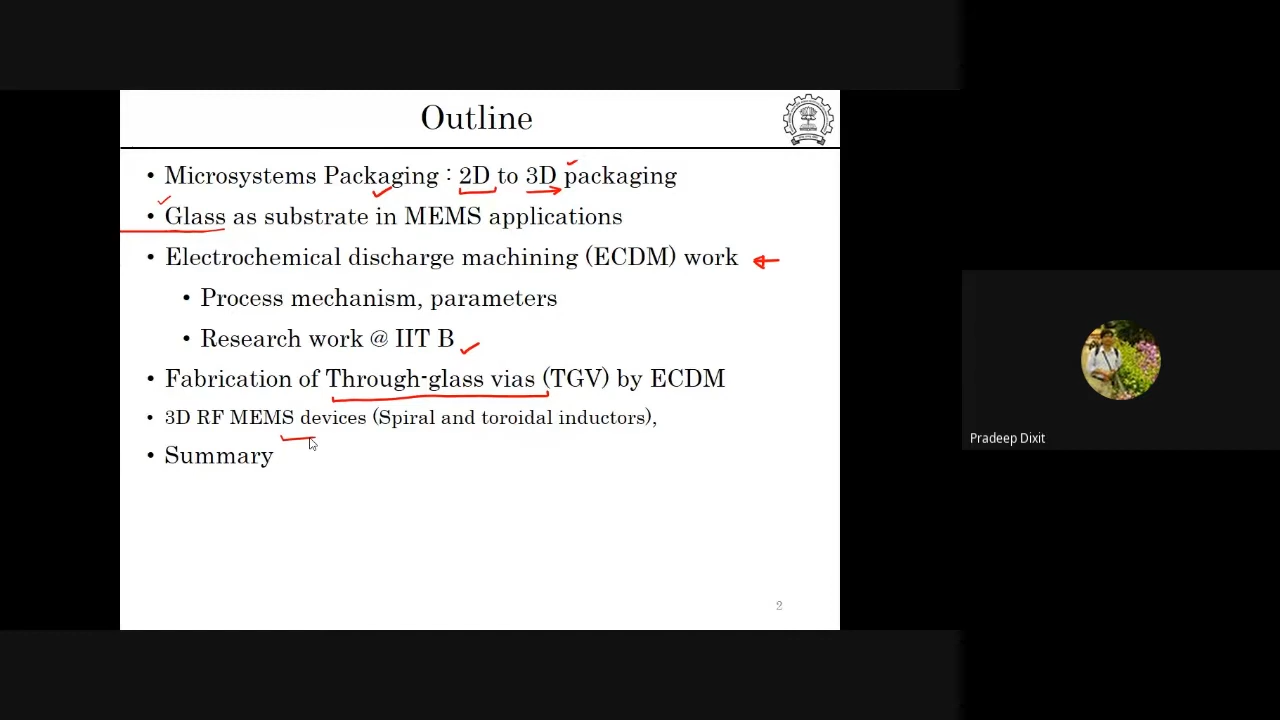 Outline
• Microsystems Packaging : 2D to 3D packaging
• Glass as substrate in MEMS applications
• Electrochemical discharge machining (ECDM) work
• Process mechanism, parameters
• Research work @ IIT B
• Fabrication of Through-glass vias (TGV) by ECDM
• 3D RF MEMS devices (Spiral and toroidal inductors),
• Summary
2
Pradeep Dixit